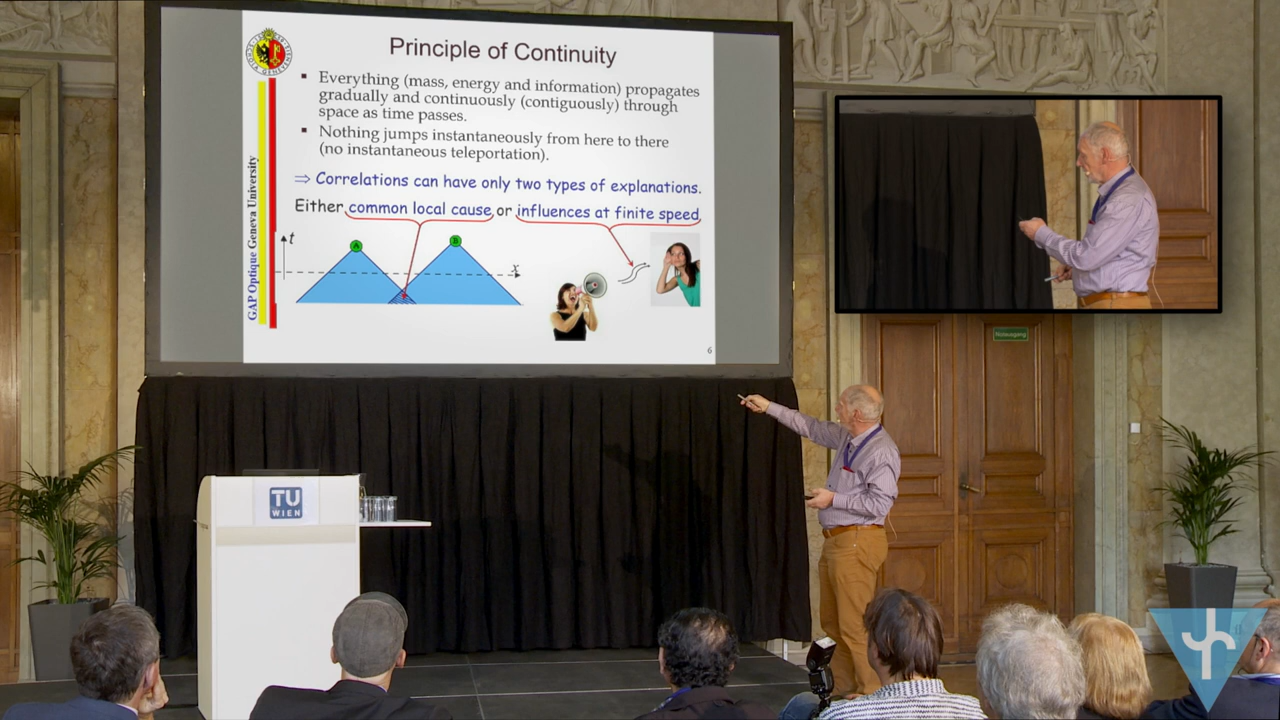 Principle of Continuity
▪ Everything (mass, energy and information) propagates
gradually and continuously (contiguously) through
space as time passes.
▪ Nothing jumps instantaneously from here to there
(no instantaneous teleportation).
⇒ Correlations can have only two types of explanations.
Either common local cause or influences at finite speed
t
A
B
x
6
GAP Optique Geneva University
Notausgang
TU
WIEN